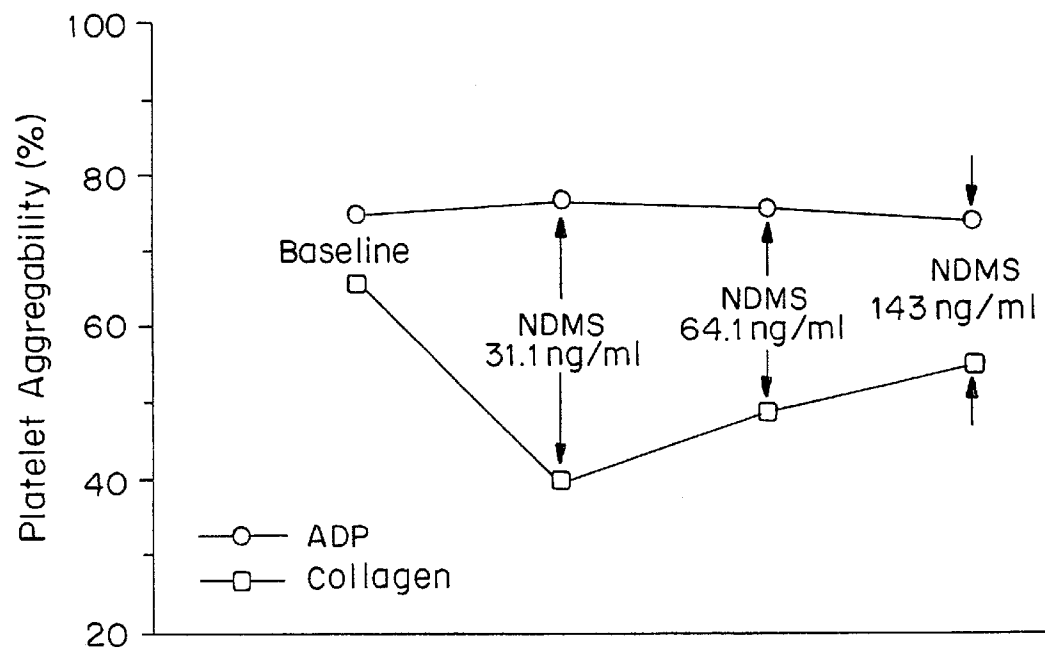 Platelet Aggregability (%)
100
80
60
40
20
Baseline
NDMS
31.1 ng/ml
NDMS
64.1 ng/ml
NDMS
143 ng/ml
ADP
Collagen